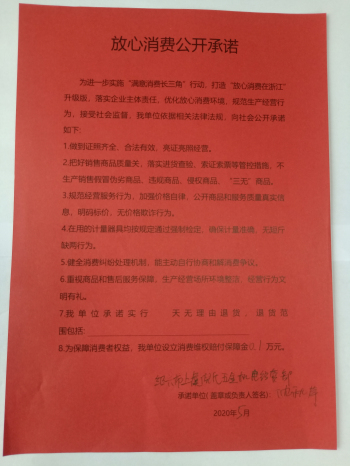 放心消费公开承诺
为进一步实施“满意消费长三角”行动，打造“放心消费在浙江”
升级版，落实企业主体责任，优化放心消费环境，规范生产经营行
为，接受社会监督，我单位依据相关法律法规，向社会公开承诺
如下：
1.做到证照齐全、合法有效、亮证亮照经营。
2.把好销售商品质量关，落实进货查验、索证索票等管控措施，不
生产销售假冒伪劣商品、违规商品、侵权商品、“三无”商品。
3.规范经营服务行为，加强价格自律，公开商品和服务质量真实信
息，明码标价，无价格欺诈行为。
4.在用的计量器具均按规定通过强制检定，确保计量准确，无短斤
缺两行为。
5.健全消费纠纷处理机制，能主动自行协商和解消费争议。
6.重视商品和售后服务保障，生产经营场所环境整洁，经营行为文
明有礼。
7.我单位承诺实行 天无理由退货，退货范
围包括：
8.为保障消费者权益，我单位设立消费维权赔付保障金0.1万元。
五金机电经营部
承诺单位（盖章或负责人签名）：
2020年5月